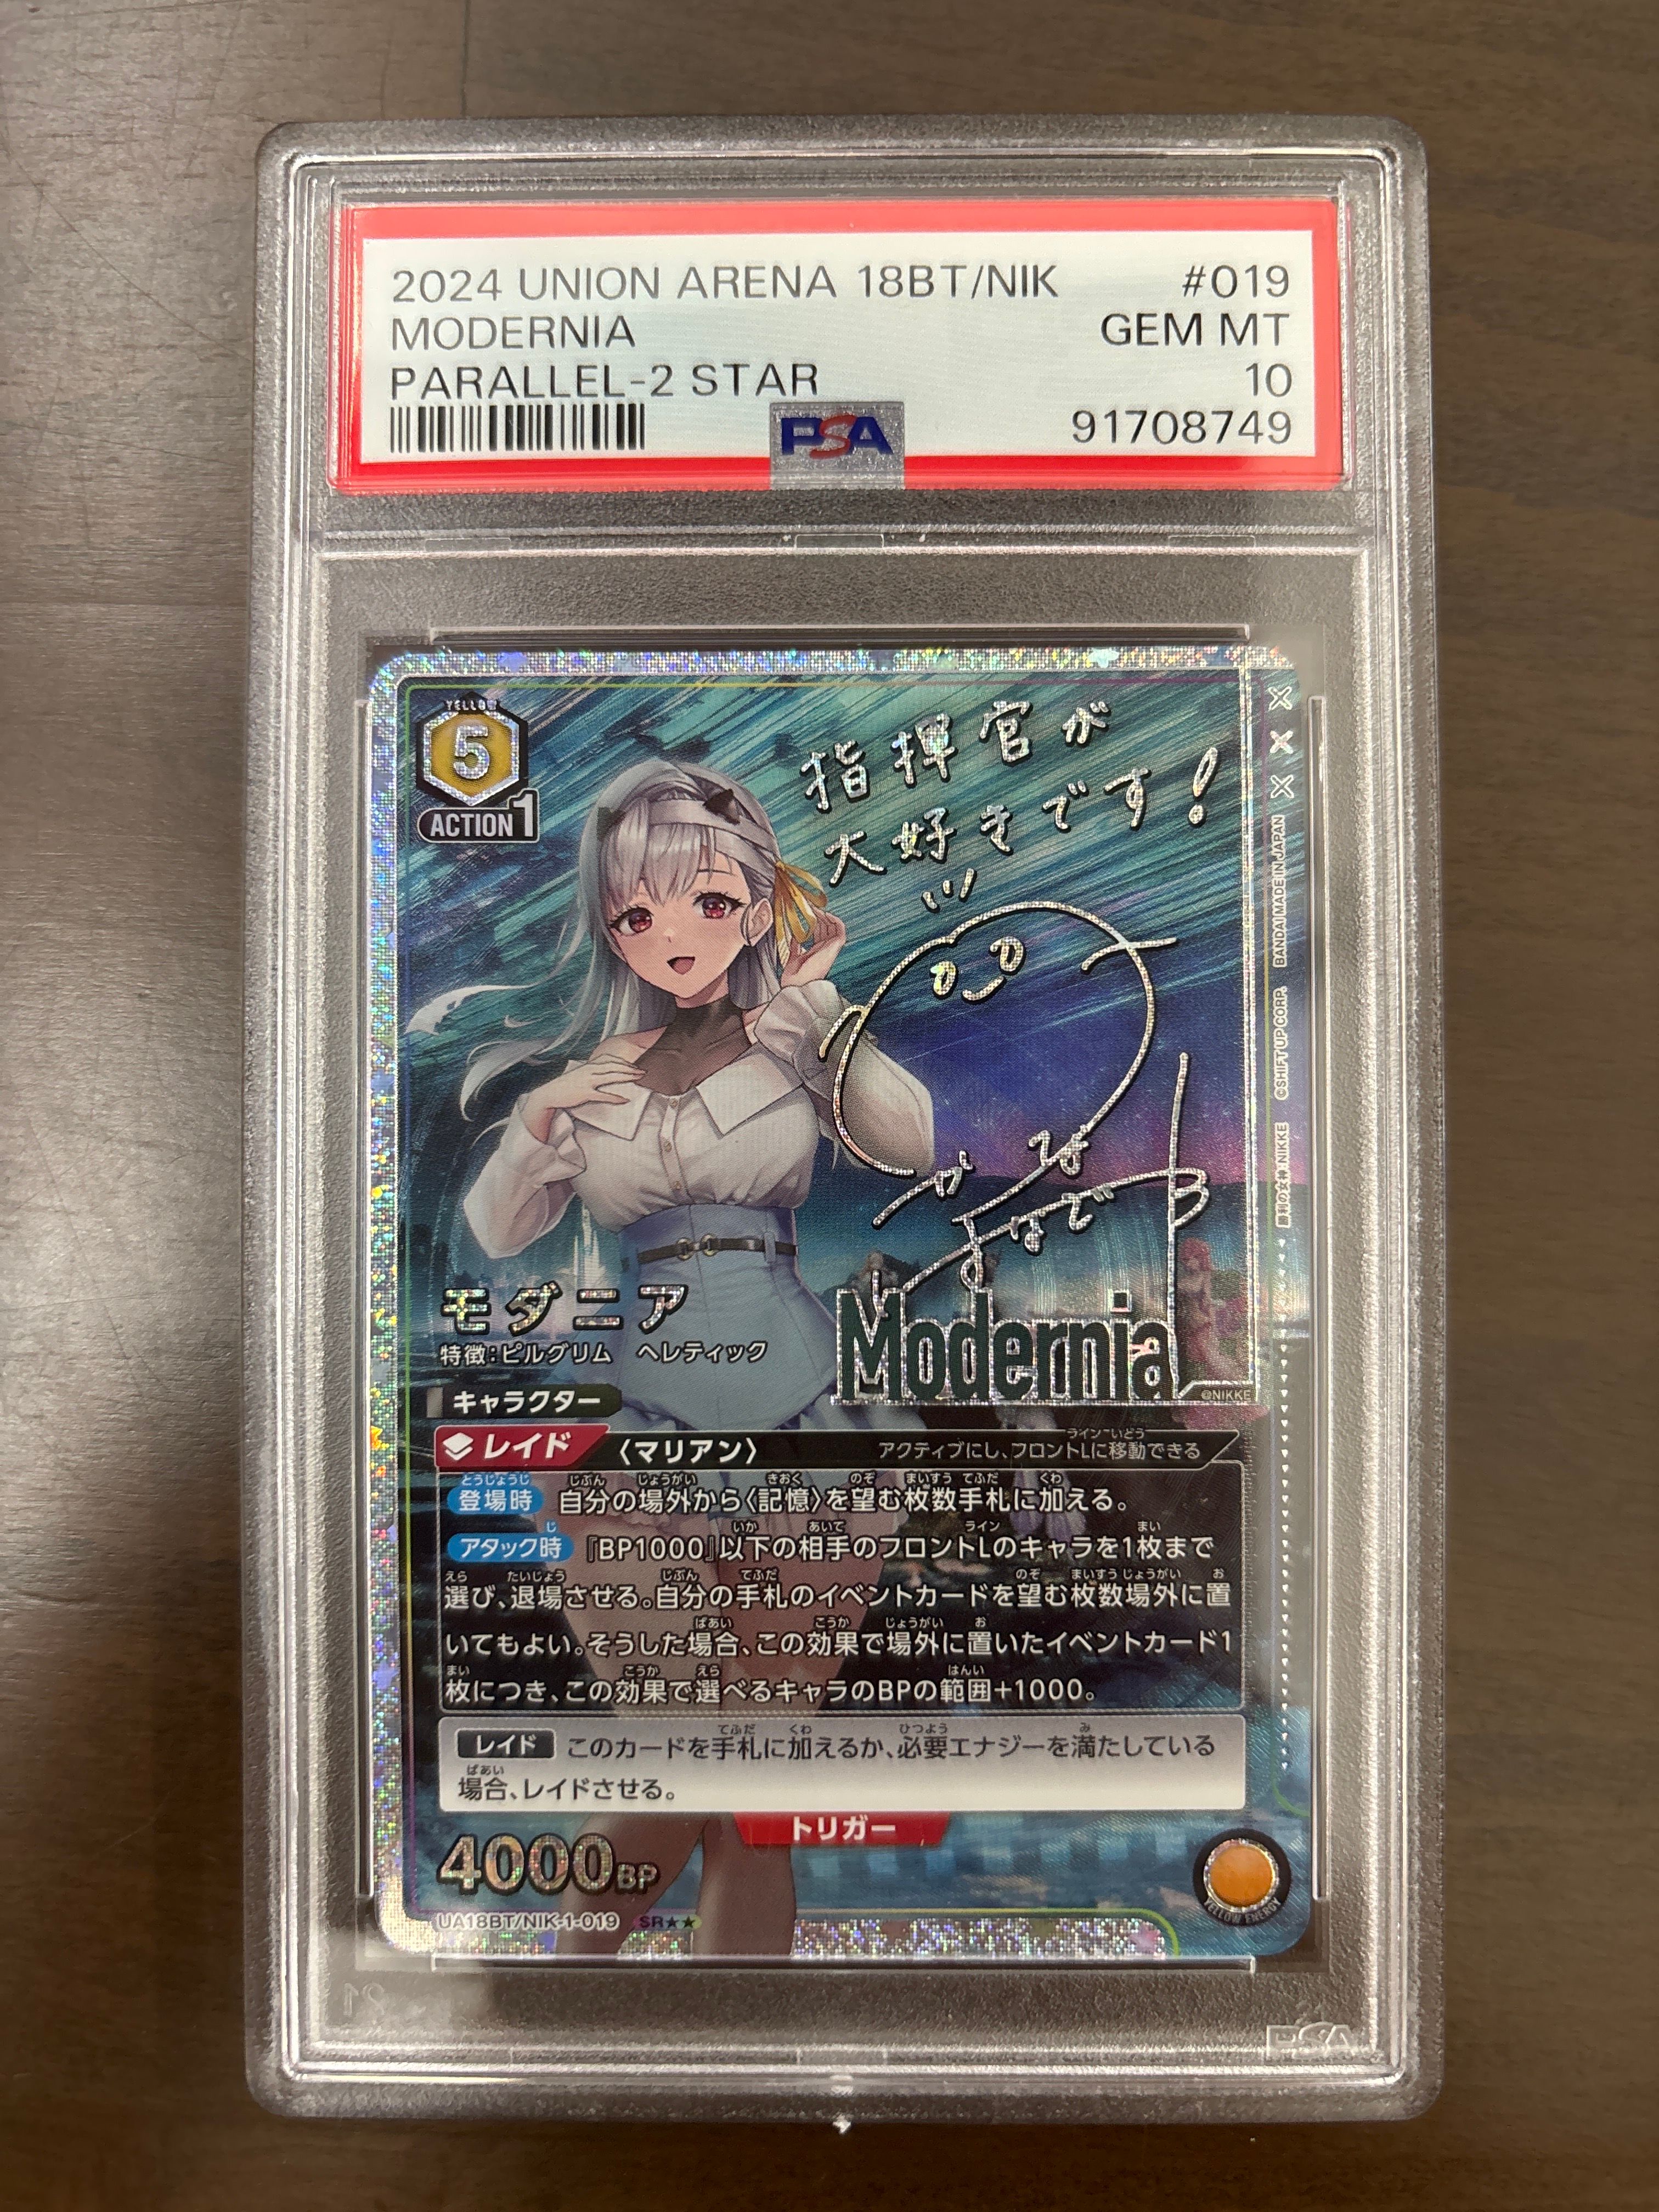 2024 UNION ARENA 18BT/NIK #019
MODERNIA GEM MT
PARALLEL-2 STAR 10
PSA 91708749
YELLOW
5
ACTION 1
指揮官が
大好きです!
BANDAI MADE IN JAPAN
©SHIFT UP CORP.
勝利の女神:NIKKE
モダニア
特徴:ピルグリム ヘレティック
Modernia
@NIKKE
キャラクター
レイド 〈マリアン〉 アクティブにし、フロントLに移動できる
登場時 自分の場外から〈記憶〉を望む枚数手札に加える。
アタック時 『BP1000』以下の相手のフロントLのキャラを1枚まで
選び、退場させる。自分の手札のイベントカードを望む枚数場外に置
いてもよい。そうした場合、この効果で場外に置いたイベントカード1
枚につき、この効果で選べるキャラのBPの範囲+1000。
レイド このカードを手札に加えるか、必要エナジーを満たしている
場合、レイドさせる。
トリガー
4000BP
YELLOW ENERGY
UA18BT/NIK-1-019 SR★★
PSA